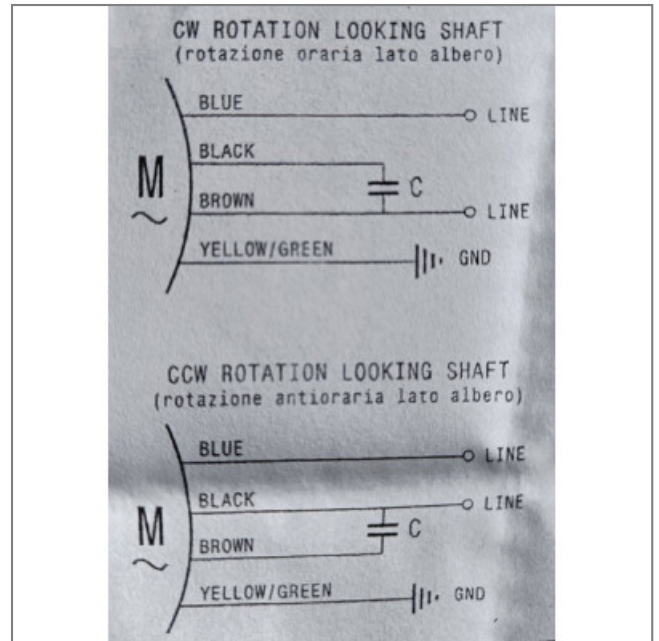 CW ROTATION LOOKING SHAFT
(rotazione oraria lato albero)
BLUE
LINE
BLACK
M
C
BROWN
LINE
YELLOW/GREEN
GND
CCW ROTATION LOOKING SHAFT
(rotazione antioraria lato albero)
BLUE
LINE
BLACK
LINE
M
C
BROWN
YELLOW/GREEN
GND